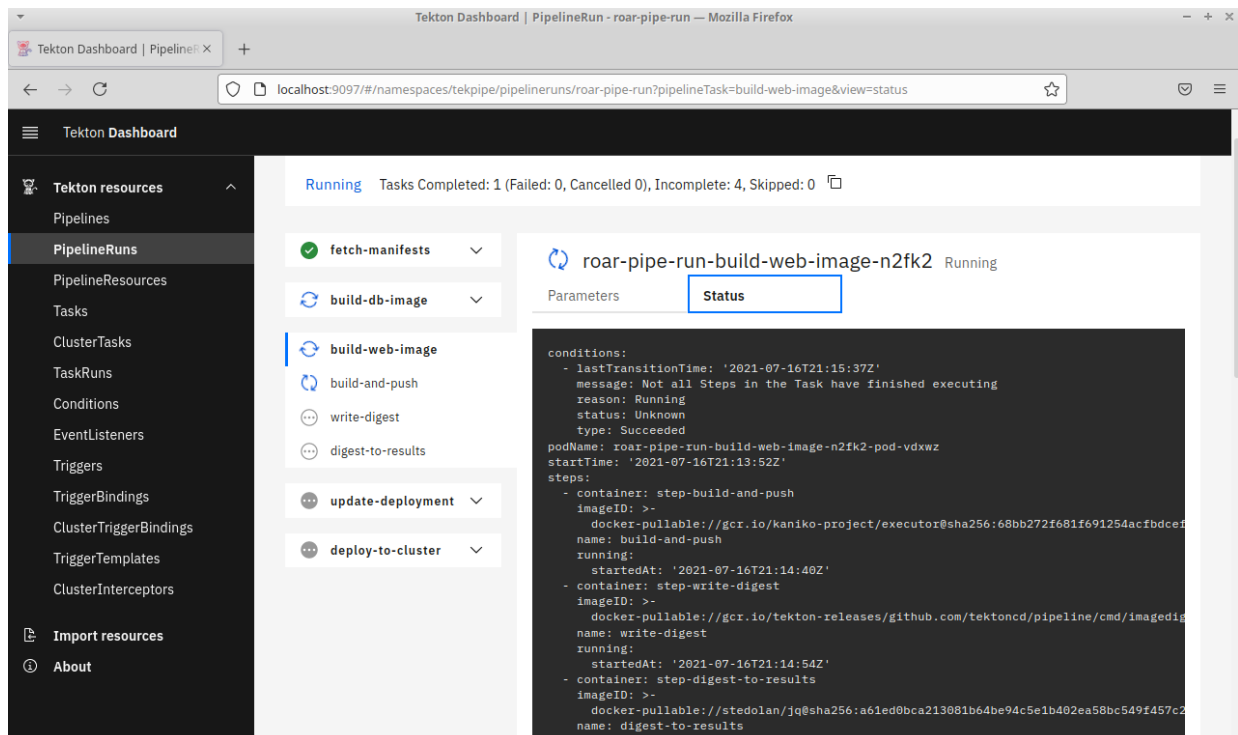 Tekton Dashboard | PipelineRun - roar-pipe-run — Mozilla Firefox
Tekton Dashboard | PipelineR
localhost:9097/#/namespaces/tekpipe/pipelineruns/roar-pipe-run?pipelineTask=build-web-image&view=status
Tekton Dashboard
Tekton resources
Pipelines
PipelineRuns
PipelineResources
Tasks
ClusterTasks
TaskRuns
Conditions
EventListeners
Triggers
TriggerBindings
ClusterTriggerBindings
TriggerTemplates
ClusterInterceptors
Import resources
About
Running Tasks Completed: 1 (Failed: 0, Cancelled 0), Incomplete: 4, Skipped: 0
fetch-manifests
build-db-image
build-web-image
build-and-push
write-digest
digest-to-results
update-deployment
deploy-to-cluster
roar-pipe-run-build-web-image-n2fk2 Running
Parameters Status
conditions:
- lastTransitionTime: '2021-07-16T21:15:37Z'
message: Not all Steps in the Task have finished executing
reason: Running
status: Unknown
type: Succeeded
podName: roar-pipe-run-build-web-image-n2fk2-pod-vdxwz
startTime: '2021-07-16T21:13:52Z'
steps:
- container: step-build-and-push
imageID: >-
docker-pullable://gcr.io/kaniko-project/executor@sha256:68bb272f681f691254acfbdcef
name: build-and-push
running:
startedAt: '2021-07-16T21:14:40Z'
- container: step-write-digest
imageID: >-
docker-pullable://gcr.io/tekton-releases/github.com/tektoncd/pipeline/cmd/imagedig
name: write-digest
running:
startedAt: '2021-07-16T21:14:54Z'
- container: step-digest-to-results
imageID: >-
docker-pullable://stedolan/jq@sha256:a61ed0bca213081b64be94c5e1b402ea58bc549f457c2
name: digest-to-results